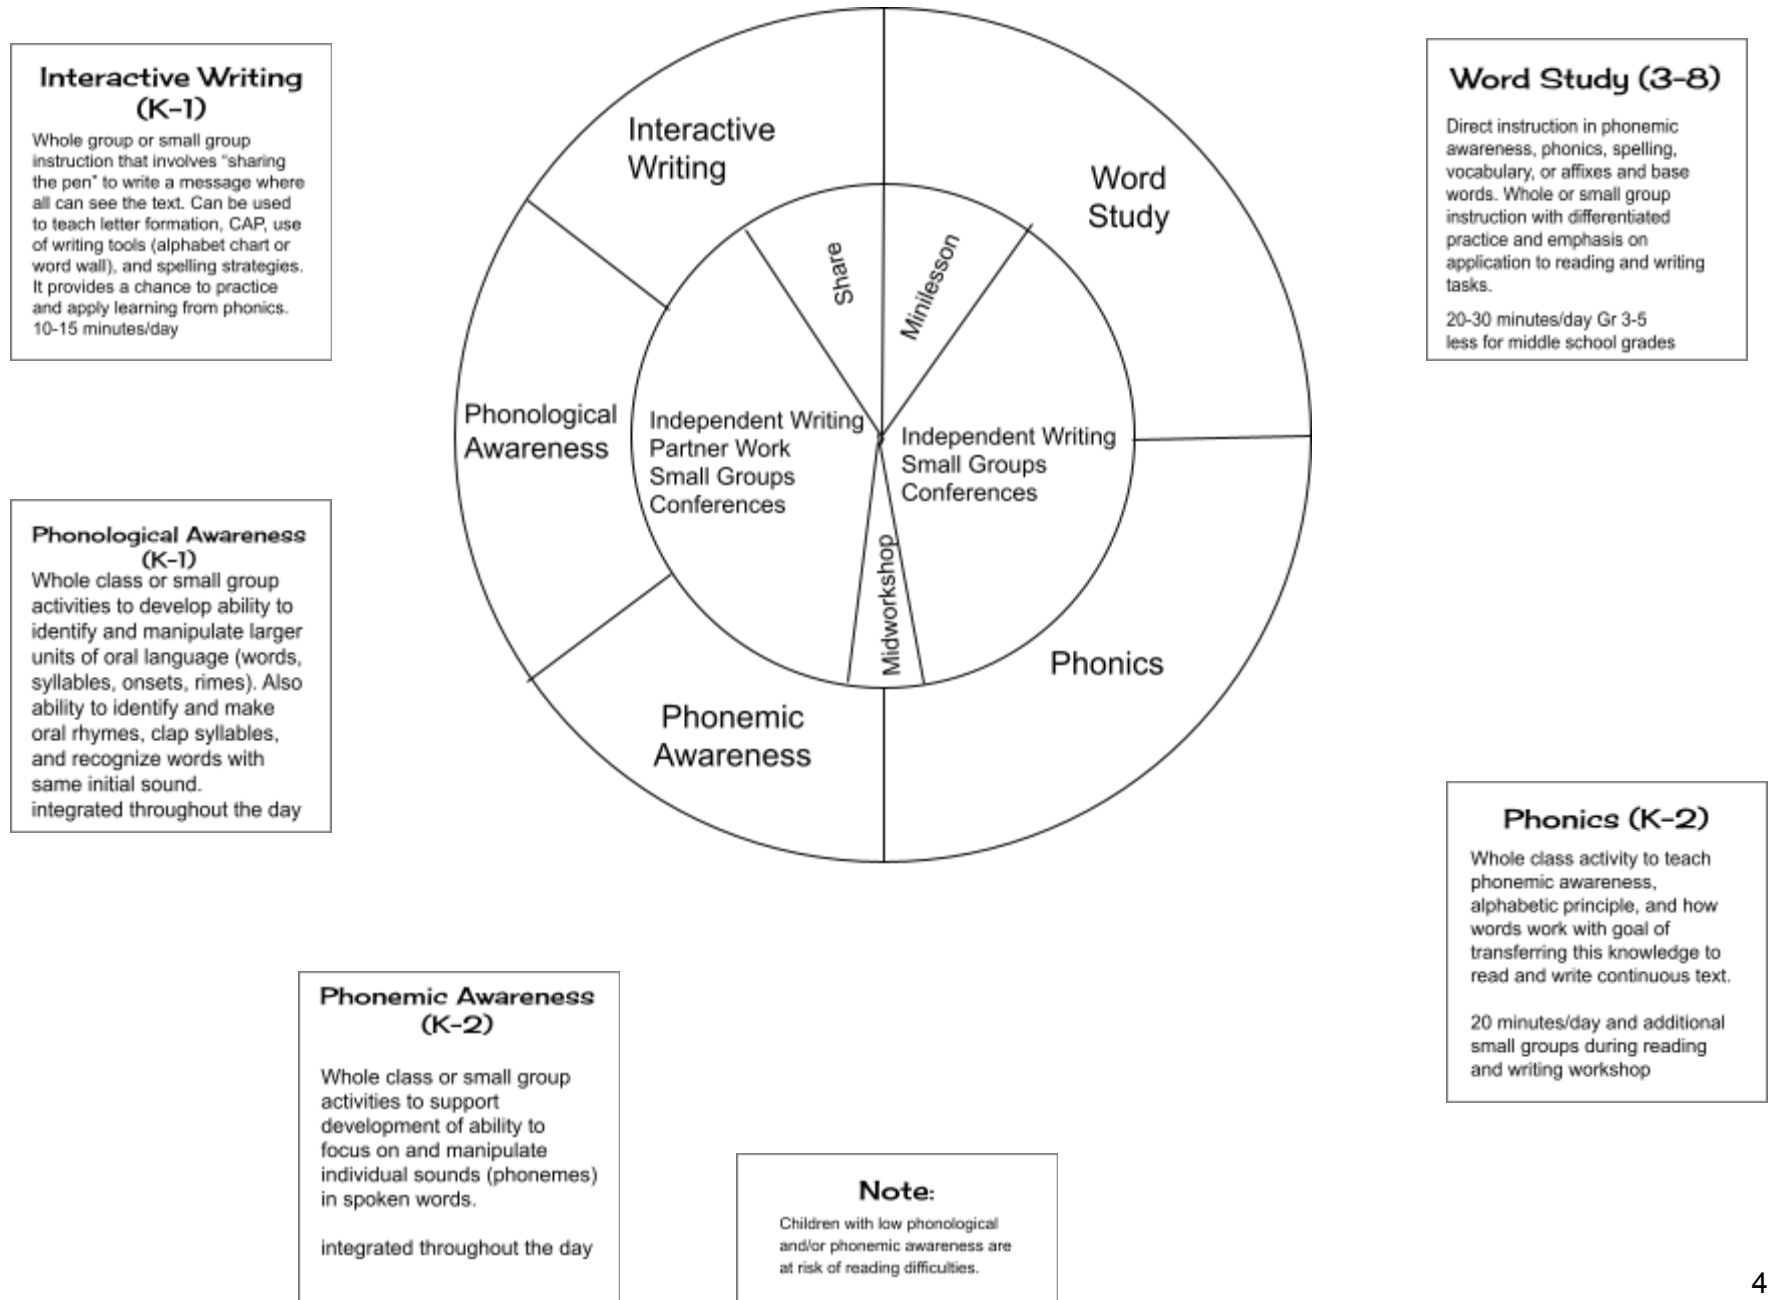 Interactive Writing
(K-1)
Whole group or small group
instruction that involves "sharing
the pen" to write a message where
all can see the text. Can be used
to teach letter formation, CAP, use
of writing tools (alphabet chart or
word wall), and spelling strategies.
It provides a chance to practice
and apply learning from phonics.
10-15 minutes/day
Interactive
Writing
Word
Study
Share
Minilesson
Phonological
Awareness
Independent Writing
Partner Work
Small Groups
Conferences
Independent Writing
Small Groups
Conferences
Midworkshop
Phonemic
Awareness
Phonics
Word Study (3-8)
Direct instruction in phonemic
awareness, phonics, spelling,
vocabulary, or affixes and base
words. Whole or small group
instruction with differentiated
practice and emphasis on
application to reading and writing
tasks.
20-30 minutes/day Gr 3-5
less for middle school grades
Phonological Awareness
(K-1)
Whole class or small group
activities to develop ability to
identify and manipulate larger
units of oral language (words,
syllables, onsets, rimes). Also
ability to identify and make
oral rhymes, clap syllables,
and recognize words with
same initial sound.
integrated throughout the day
Phonics (K-2)
Whole class activity to teach
phonemic awareness,
alphabetic principle, and how
words work with goal of
transferring this knowledge to
read and write continuous text.
20 minutes/day and additional
small groups during reading
and writing workshop
Phonemic Awareness
(K-2)
Whole class or small group
activities to support
development of ability to
focus on and manipulate
individual sounds (phonemes)
in spoken words.
integrated throughout the day
Note:
Children with low phonological
and/or phonemic awareness are
at risk of reading difficulties.
4